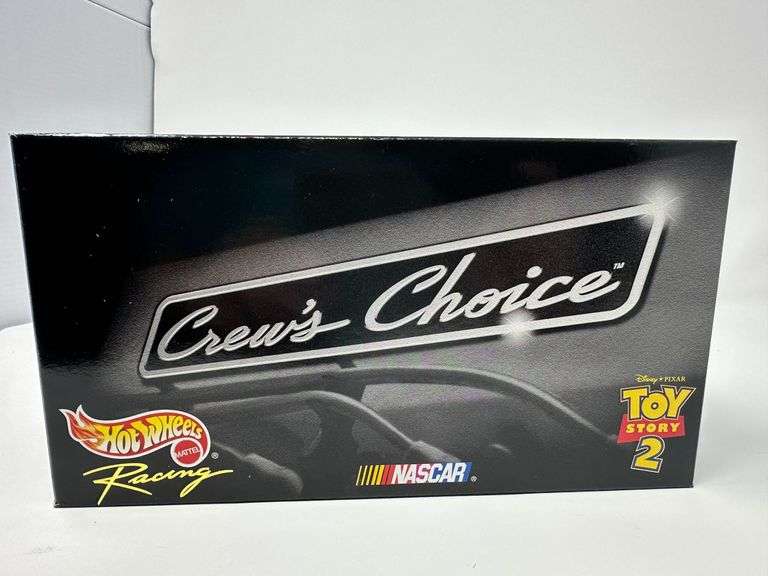 Crew's Choice™
Hot Wheels®
MATTEL
Racing
NASCAR®
Disney • PIXAR
TOY
STORY
2